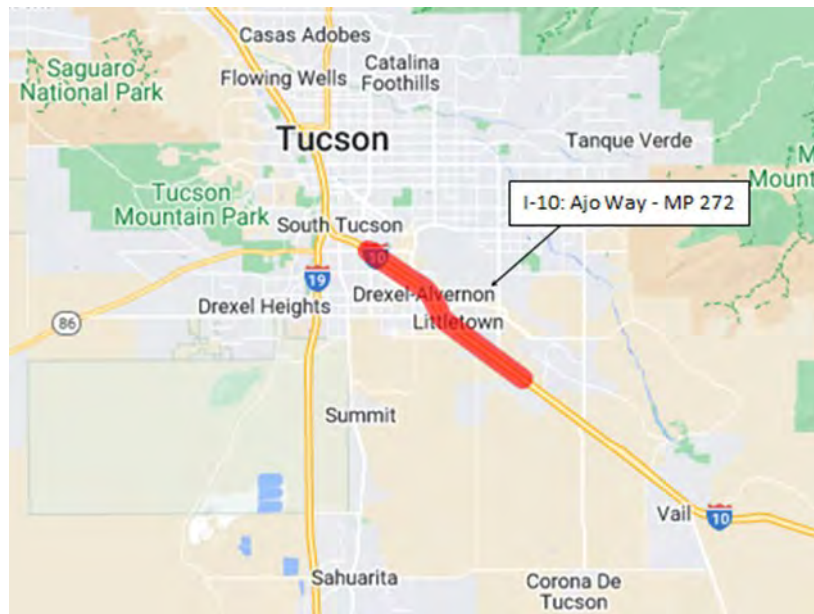 Casas Adobes
Saguaro
National Park
Catalina
Foothills
Flowing Wells
Tucson
Tanque Verde
Mount
Tucson
Mountain Park
I-10: Ajo Way - MP 272
South Tucson
10
19
Drexel-Alvernon
Drexel Heights
Littletown
86
Summit
Vail
10
Sahuarita
Corona De
Tucson